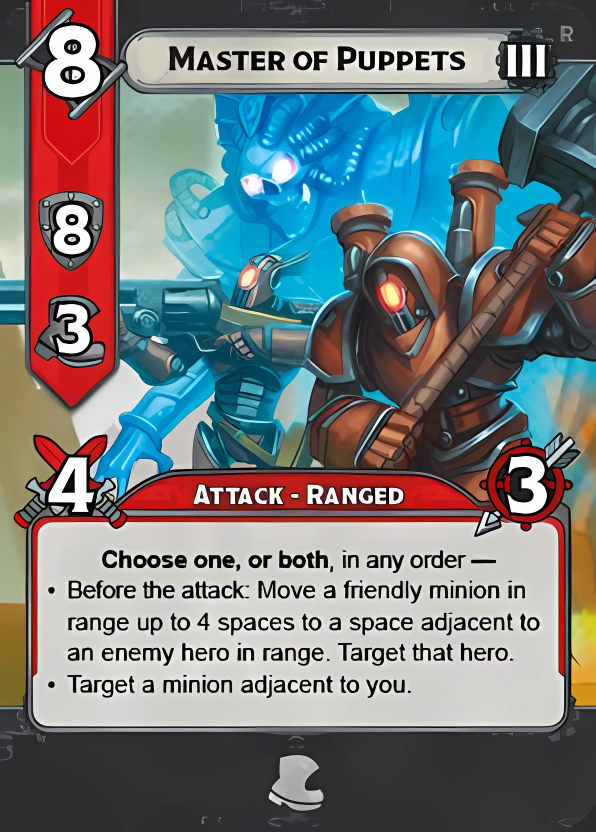 8
MASTER OF PUPPETS
III
R
8
3
4
ATTACK - RANGED
3
Choose one, or both, in any order —
• Before the attack: Move a friendly minion in
range up to 4 spaces to a space adjacent to
an enemy hero in range. Target that hero.
• Target a minion adjacent to you.